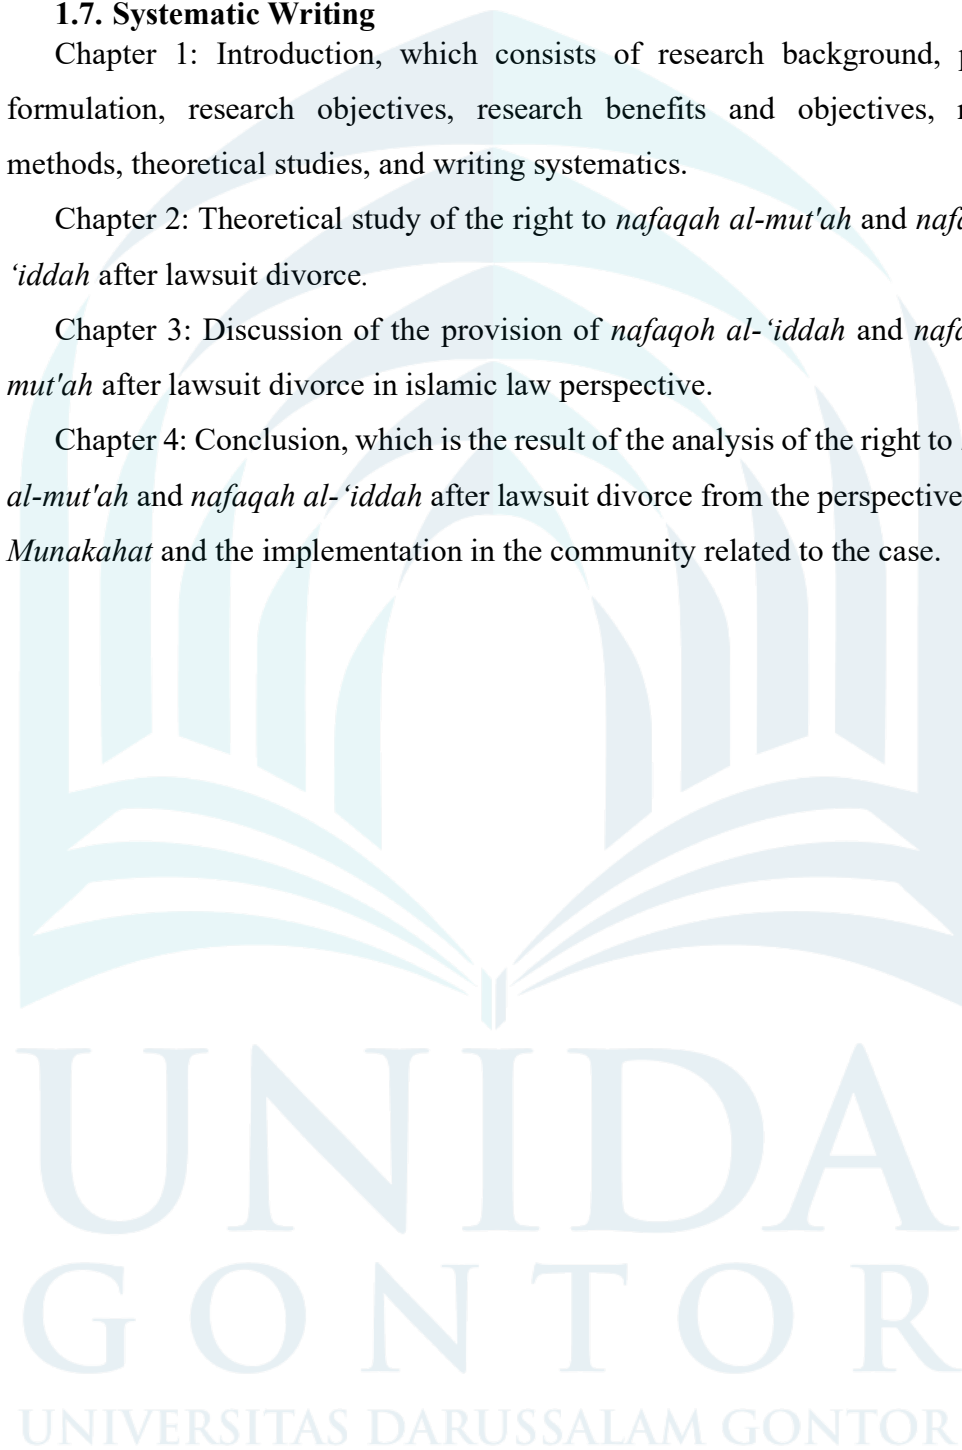 1.7. Systematic Writing
Chapter 1: Introduction, which consists of research background,
formulation, research objectives, research benefits and objectives,
methods, theoretical studies, and writing systematics.
Chapter 2: Theoretical study of the right to nafaqah al-mut'ah and
‘iddah after lawsuit divorce.
Chapter 3: Discussion of the provision of nafaqoh al-‘iddah and
mut'ah after lawsuit divorce in islamic law perspective.
Chapter 4: Conclusion, which is the result of the analysis of the right to
al-mut'ah and nafaqah al-‘iddah after lawsuit divorce from the perspective
Munakahat and the implementation in the community related to the case.
UNIDA
GONTOR
UNIVERSITAS DARUSSALAM GONTOR